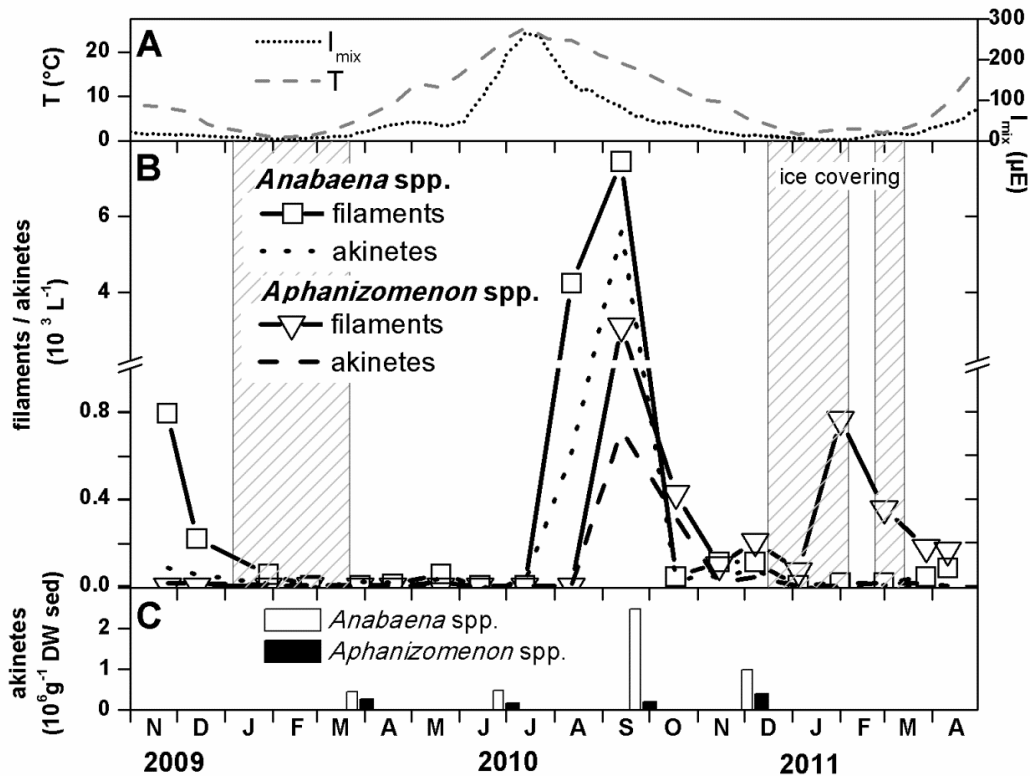 A
I mix
T
T (°C)
20
10
0
300
200
100
0
I mix (µE)
B
Anabaena spp.
filaments
akinetes
Aphanizomenon spp.
filaments
akinetes
ice covering
filaments / akinetes
(10³ L⁻¹)
6
4
0.8
0.4
0.0
C
Anabaena spp.
Aphanizomenon spp.
akinetes
(10⁶g⁻¹ DW sed)
2
1
0
N D J F M A M J J A S O N D J F M A
2009 2010 2011